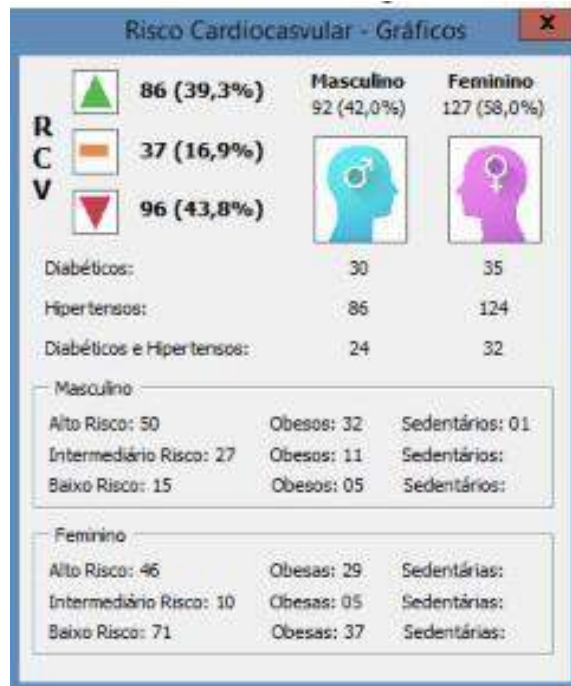 Risco Cardiocasvular - Gráficos
X
Masculino Feminino
86 (39,3%) 92 (42,0%) 127 (58,0%)
RCV
37 (16,9%)
96 (43,8%)
Diabéticos: 30 35
Hipertensos: 86 124
Diabéticos e Hipertensos: 24 32
Masculino
Alto Risco: 50 Obesos: 32 Sedentários: 01
Intermediário Risco: 27 Obesos: 11 Sedentários:
Baixo Risco: 15 Obesos: 05 Sedentários:
Feminino
Alto Risco: 46 Obesas: 29 Sedentárias:
Intermediário Risco: 10 Obesas: 05 Sedentárias:
Baixo Risco: 71 Obesas: 37 Sedentárias: